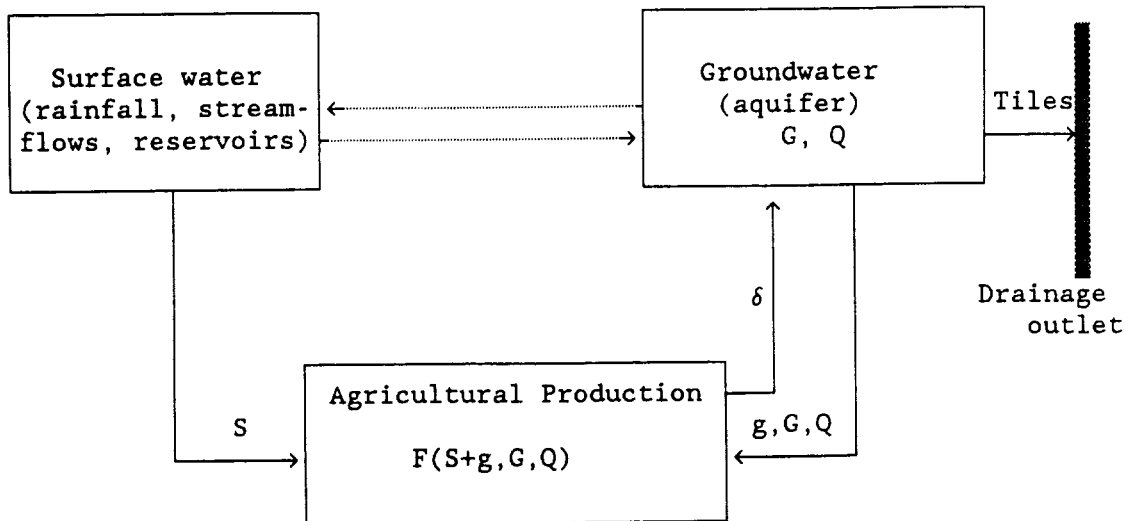 Surface water
(rainfall, stream-
flows, reservoirs)
Groundwater
(aquifer)
G, Q
Tiles
Drainage
outlet
δ
Agricultural Production
F(S+g,G,Q)
S
g,G,Q